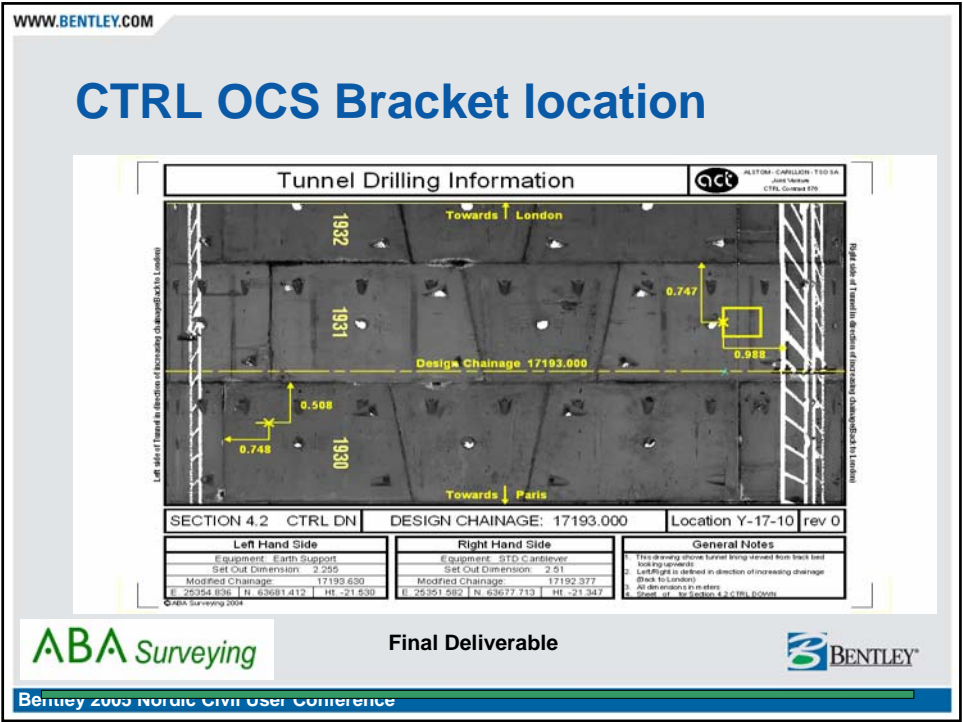 WWW.BENTLEY.COM
CTRL OCS Bracket location
Tunnel Drilling Information
act
ALSTOM - CARILLION - TSO SA
Joint Venture
CTRL Contract 576
Left side of Tunnel in direction of increasing chainage(Back to London)
Right side of Tunnel in direction of increasing chainage(Back to London)
Towards London
1932
1931
0.747
0.988
Design Chainage 17193.000
0.508
0.748
1930
Towards Paris
SECTION 4.2 CTRL DN
DESIGN CHAINAGE: 17193.000
Location Y-17-10
rev 0
Left Hand Side
Equipment: Earth Support
Set Out Dimension: 2.255
Modified Chainage: 17193.630
E. 25354.836 N. 63681.412 Ht. -21.530
Right Hand Side
Equipment: STD Cantilever
Set Out Dimension: 2.51
Modified Chainage: 17192.377
E. 25351.582 N. 63677.713 Ht. -21.347
General Notes
1. This drawing shows tunnel lining viewed from track bed
looking upwards
2. Left/Right is defined in direction of increasing chainage
(Back to London)
3. All dimensions in meters
4. Sheet of for Section 4.2 CTRL DOWN
©ABA Surveying 2004
ABA Surveying
Final Deliverable
BENTLEY
Bentley 2005 Nordic Civil User Conference